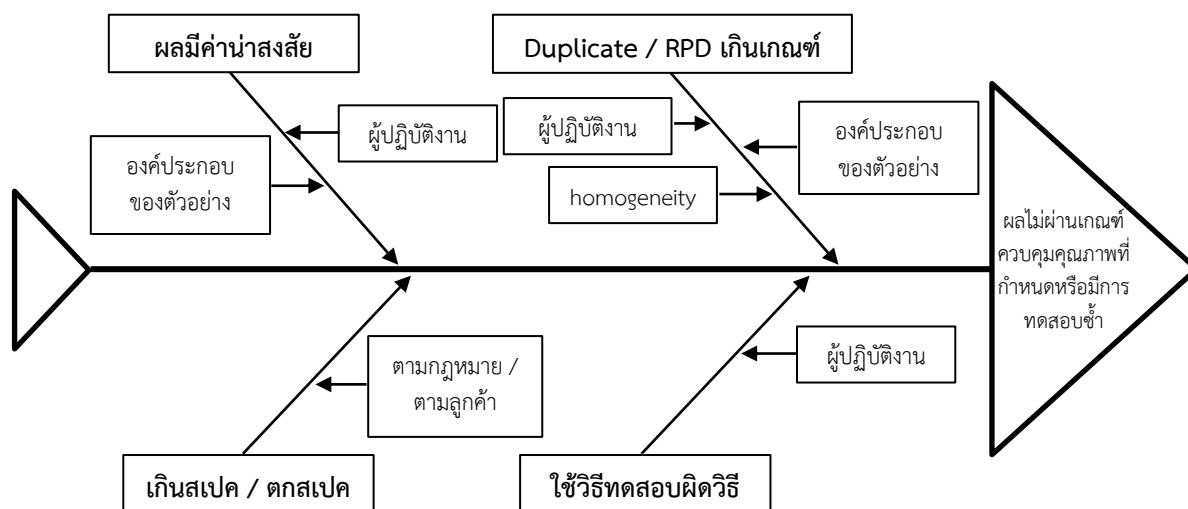 ผลมีค่าน่าสงสัย
Duplicate / RPD เกินเกณฑ์
ผู้ปฏิบัติงาน
องค์ประกอบ
ของตัวอย่าง
ผู้ปฏิบัติงาน
องค์ประกอบ
ของตัวอย่าง
homogeneity
ผลไม่ผ่านเกณฑ์
ควบคุมคุณภาพที่
กำหนดหรือมีการ
ทดสอบซ้ำ
ตามกฎหมาย /
ตามลูกค้า
ผู้ปฏิบัติงาน
เกินสเปค / ตกสเปค
ใช้วิธีทดสอบผิดวิธี